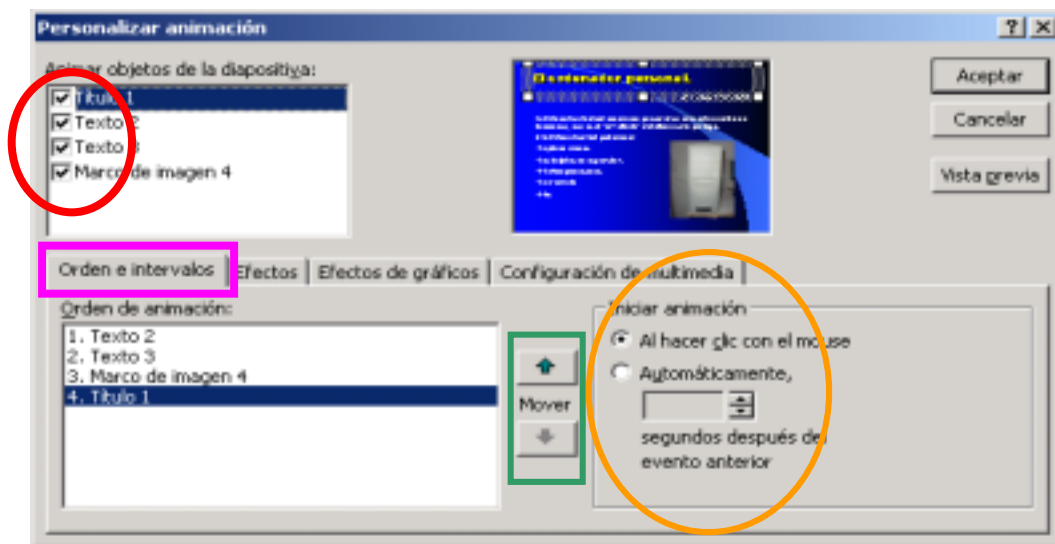 Personalizar animación
Animar objetos de la diapositiva:
Título 1
Texto 2
Texto 3
Marco de imagen 4
El ordenador personal.
Aceptar
Cancelar
Vista previa
Orden e intervalos
Efectos
Efectos de gráficos
Configuración de multimedia
Orden de animación:
1. Texto 2
2. Texto 3
3. Marco de imagen 4
4. Título 1
Mover
Iniciar animación
Al hacer clic con el mouse
Automáticamente,
segundos después del
evento anterior